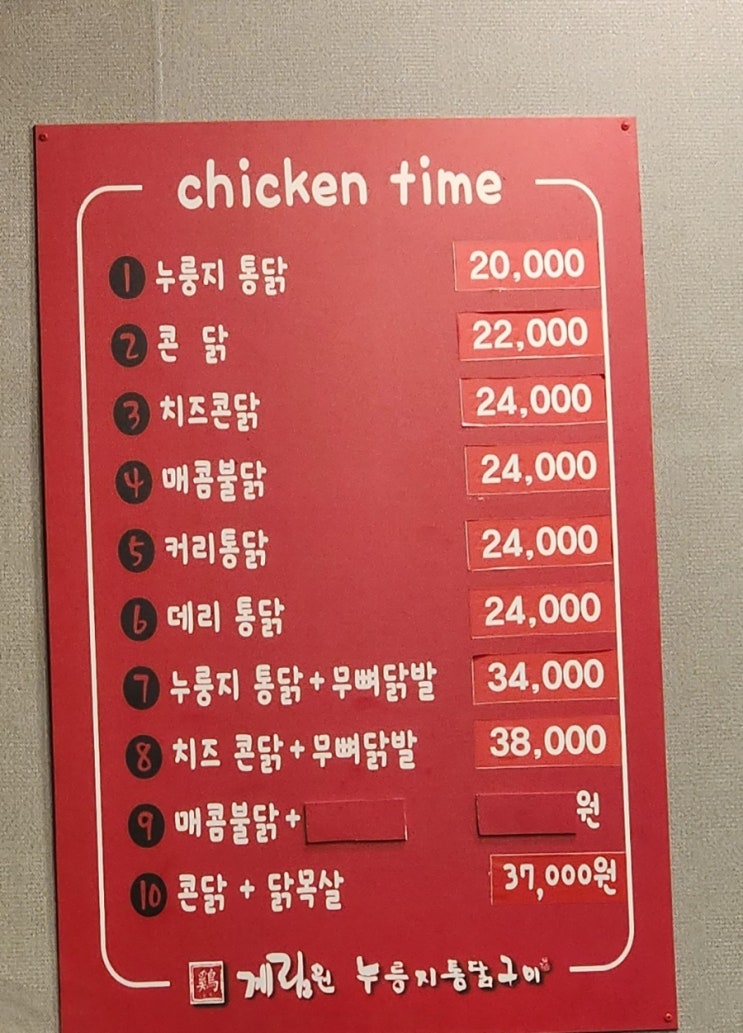 chicken time
1 누룽지 통닭 20,000
2 콘 닭 22,000
3 치즈콘닭 24,000
4 매콤불닭 24,000
5 커리통닭 24,000
6 데리 통닭 24,000
7 누룽지 통닭+무뼈닭발 34,000
8 치즈 콘닭+무뼈닭발 38,000
9 매콤불닭+ 원
10 콘닭 + 닭목살 37,000원
鷄 계림원 누룽지통닭구이